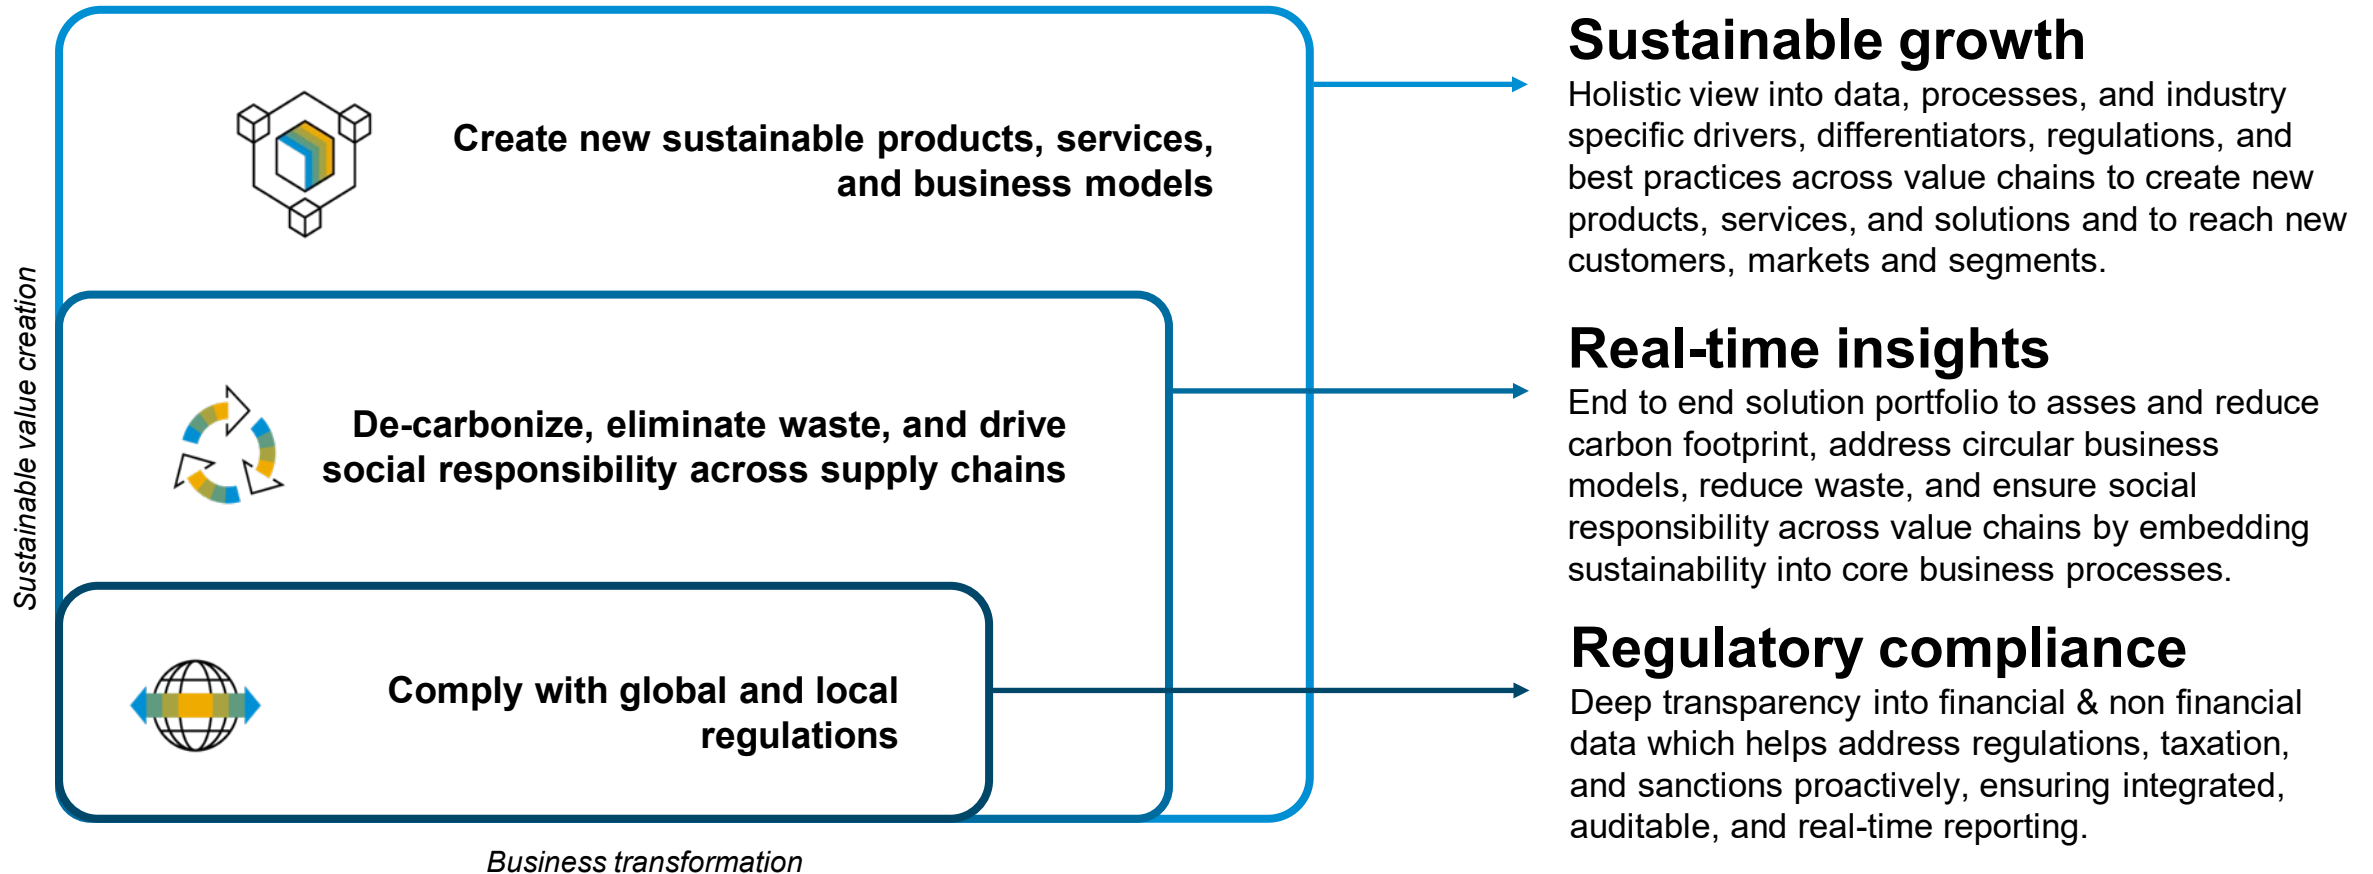 Sustainable value creation
Create new sustainable products, services,
and business models
De-carbonize, eliminate waste, and drive
social responsibility across supply chains
Comply with global and local
regulations
Business transformation
Sustainable growth
Holistic view into data, processes, and industry
specific drivers, differentiators, regulations, and
best practices across value chains to create new
products, services, and solutions and to reach new
customers, markets and segments.
Real-time insights
End to end solution portfolio to asses and reduce
carbon footprint, address circular business
models, reduce waste, and ensure social
responsibility across value chains by embedding
sustainability into core business processes.
Regulatory compliance
Deep transparency into financial & non financial
data which helps address regulations, taxation,
and sanctions proactively, ensuring integrated,
auditable, and real-time reporting.